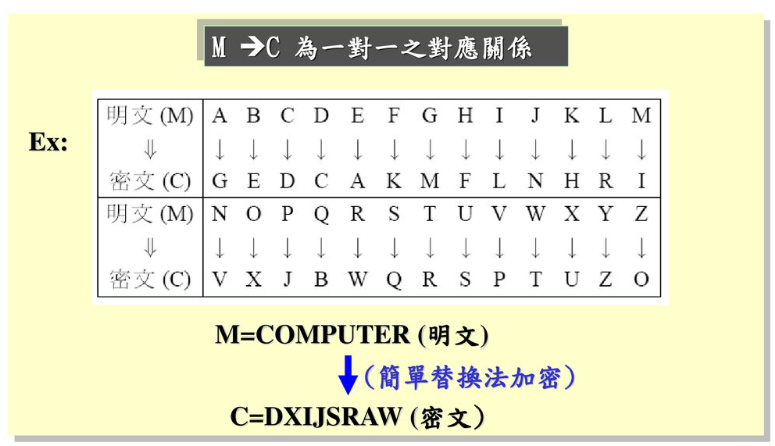 M ➔C 為一對一之對應關係
Ex:
明文 (M) A B C D E F G H I J K L M
⇓ ↓ ↓ ↓ ↓ ↓ ↓ ↓ ↓ ↓ ↓ ↓ ↓ ↓
密文 (C) G E D C A K M F L N H R I
明文 (M) N O P Q R S T U V W X Y Z
⇓ ↓ ↓ ↓ ↓ ↓ ↓ ↓ ↓ ↓ ↓ ↓ ↓ ↓
密文 (C) V X J B W Q R S P T U Z O
M=COMPUTER (明文)
(簡單替換法加密)
C=DXIJSRAW (密文)